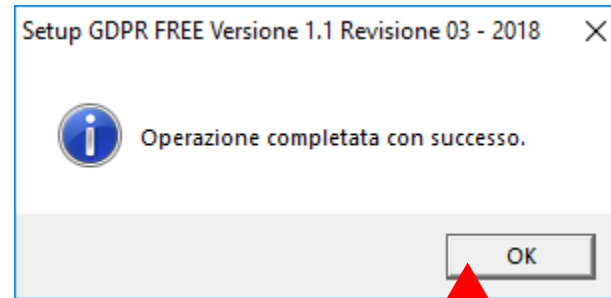 Setup GDPR FREE Versione 1.1 Revisione 03 - 2018
Operazione completata con successo.
OK